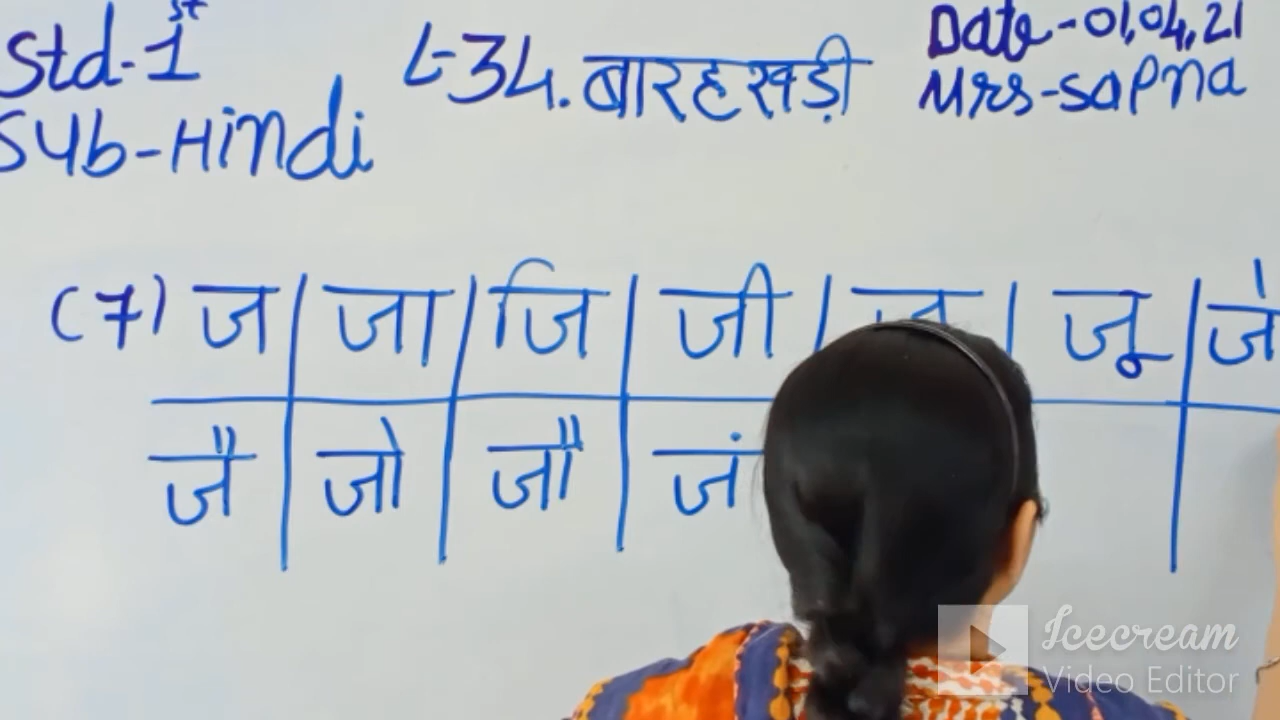 Std-1st
L-34. बारहखड़ी
Date-01,04,21
Sub-Hindi
Mrs-Sapna
(7) ज जा जि जी जु जू जे
जै जो जौ जं
Icecream
Video Editor